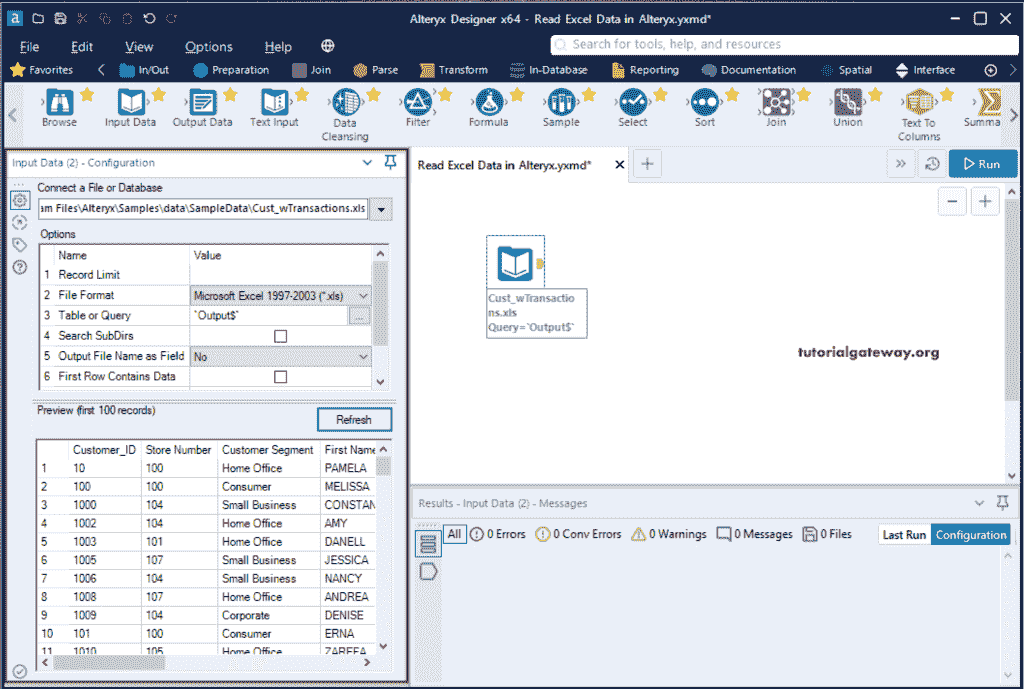 Alteryx Designer x64 - Read Excel Data in Alteryx.yxmd*
File Edit View Options Help
Search for tools, help, and resources
Favorites In/Out Preparation Join Parse Transform In-Database Reporting Documentation Spatial Interface
Browse Input Data Output Data Text Input Data Cleansing Filter Formula Sample Select Sort Join Union Text To Columns Summa
Input Data (2) - Configuration
Connect a File or Database
am Files\Alteryx\Samples\data\SampleData\Cust_wTransactions.xls
Options
Name Value
1 Record Limit
2 File Format Microsoft Excel 1997-2003 (*.xls)
3 Table or Query `Output$` ...
4 Search SubDirs
5 Output File Name as Field No
6 First Row Contains Data
Preview (first 100 records)
Refresh
Customer_ID Store Number Customer Segment First Name
1 10 100 Home Office PAMELA
2 100 100 Consumer MELISSA
3 1000 104 Small Business CONSTAN
4 1002 104 Home Office AMY
5 1003 101 Home Office DANELL
6 1005 107 Small Business JESSICA
7 1006 104 Small Business NANCY
8 1008 107 Home Office ANDREA
9 1009 104 Corporate DENISE
10 101 100 Consumer ERNA
11 1010 105 Home Office ZAREEA
Read Excel Data in Alteryx.yxmd*
Run
Cust_wTransactio
ns.xls
Query=`Output$`
tutorialgateway.org
Results - Input Data (2) - Messages
All 0 Errors 0 Conv Errors 0 Warnings 0 Messages 0 Files Last Run Configuration